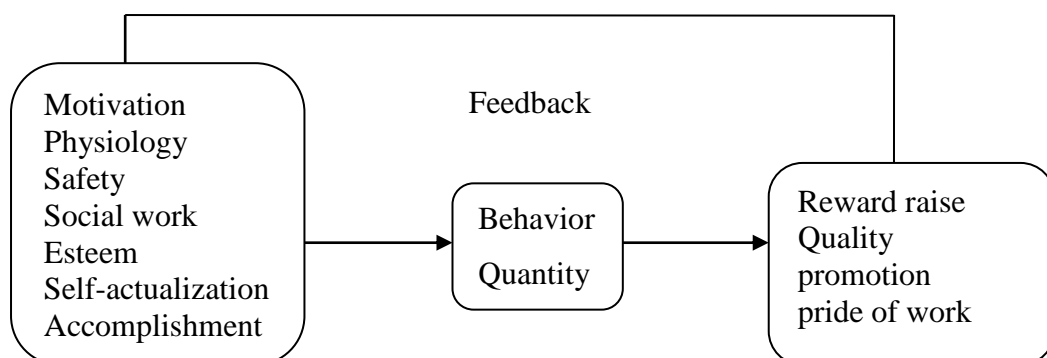 Feedback
Motivation
Physiology
Safety
Social work
Esteem
Self-actualization
Accomplishment
Behavior
Quantity
Reward raise
Quality
promotion
pride of work